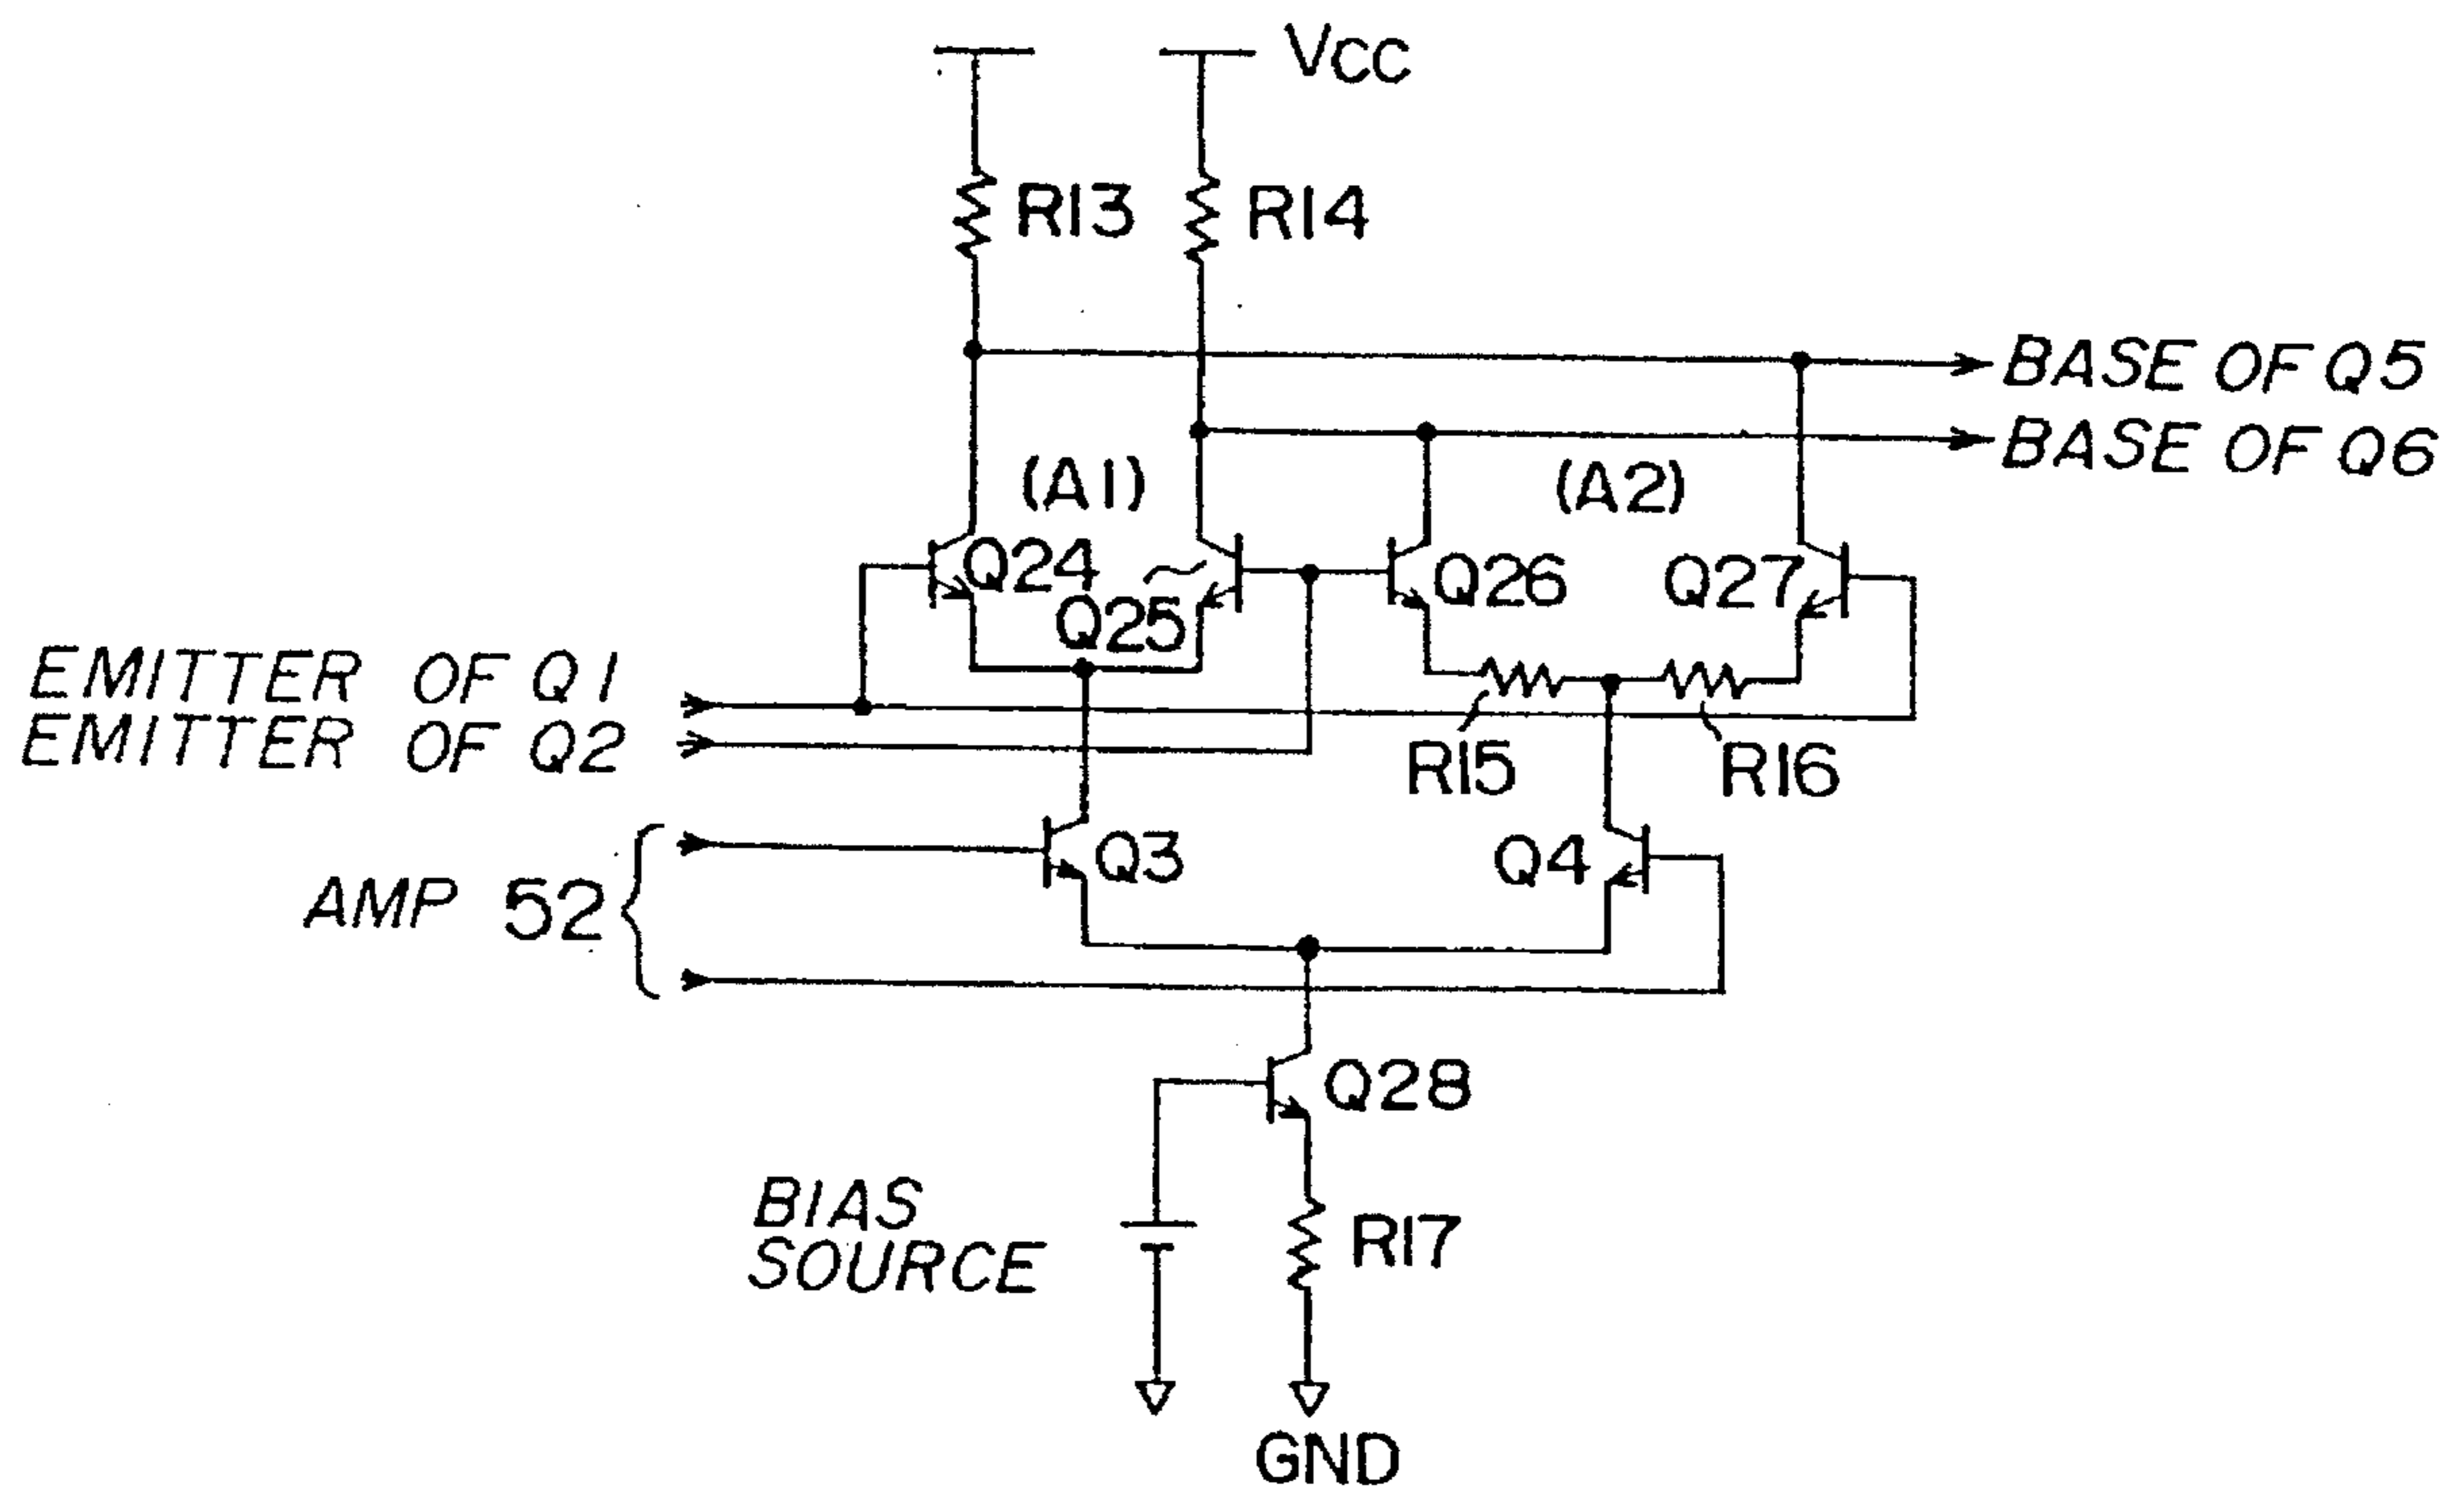 VCC
R13
R14
BASE OF Q5
BASE OF Q6
(A1)
(A2)
Q24
Q25
Q26
Q27
EMITTER OF Q1
EMITTER OF Q2
R15
R16
Q3
Q4
AMP 52
Q28
BIAS
SOURCE
R17
GND